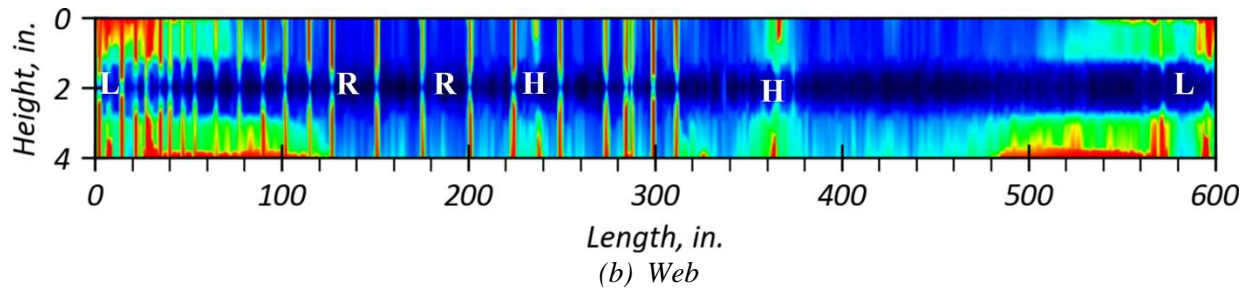 Height, in.
0
2
4
L R R H H L
0 100 200 300 400 500 600
Length, in.
(b) Web